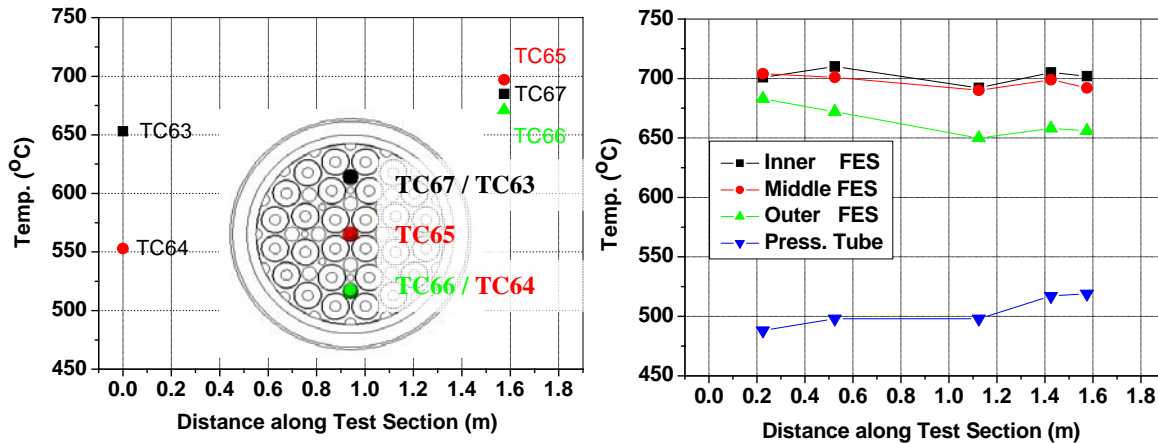 750
700
650
600
550
500
450
Temp. (°C)
TC65
TC67
TC66
TC63
TC64
TC67 / TC63
TC65
TC66 / TC64
0.0 0.2 0.4 0.6 0.8 1.0 1.2 1.4 1.6 1.8
Distance along Test Section (m)
750
700
650
600
550
500
450
Temp. (°C)
Inner FES
Middle FES
Outer FES
Press. Tube
0.0 0.2 0.4 0.6 0.8 1.0 1.2 1.4 1.6 1.8
Distance along Test Section (m)